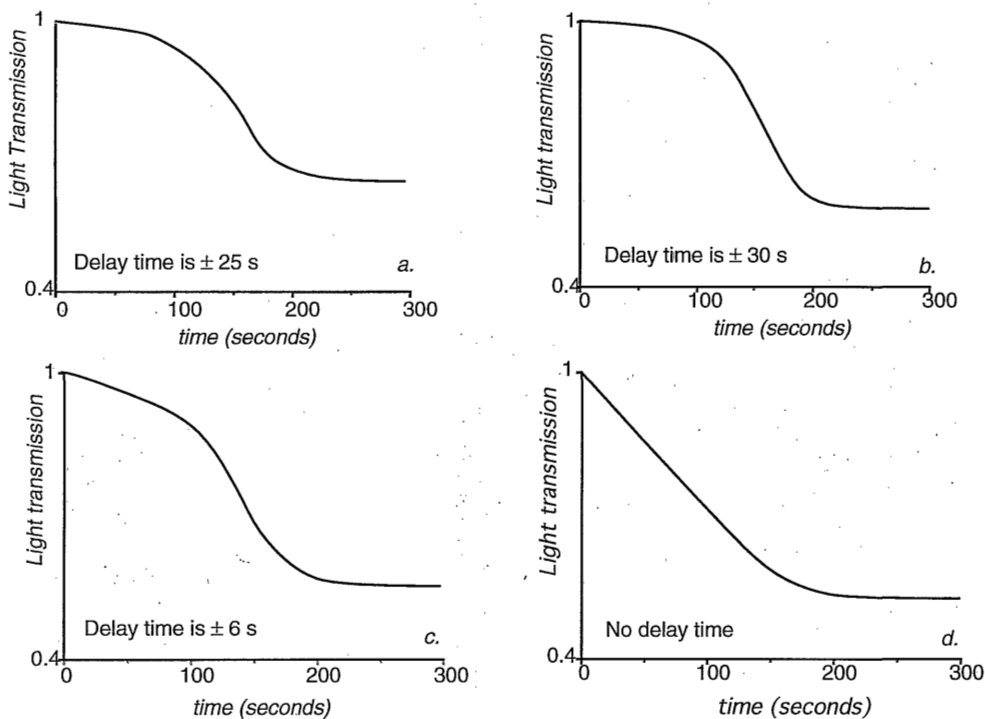 1
Light Transmission
Delay time is ± 25 s
a.
0.4
0 100 200 300
time (seconds)
1
Light transmission
Delay time is ± 30 s
b.
0.4
0 100 200 300
time (seconds)
1
Light transmission
Delay time is ± 6 s
c.
0.4
0 100 200 300
time (seconds)
1
Light transmission
No delay time
d.
0.4
0 100 200 300
time (seconds)